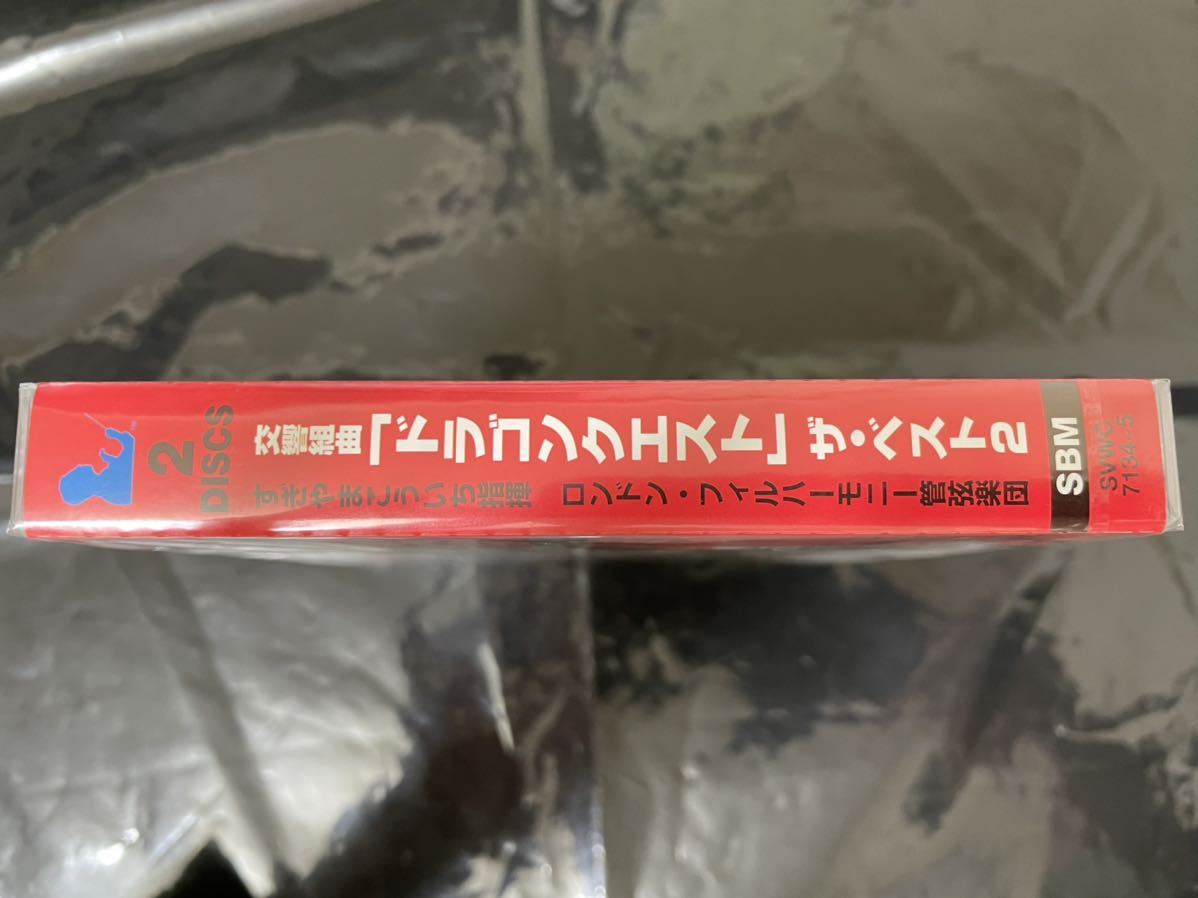 2
DISCS
交響組曲「ドラゴンクエスト」ザ・ベスト2
すぎやまこういち指揮 ロンドン・フィルハーモニー管弦楽団
SBM
SVWC
7134~5